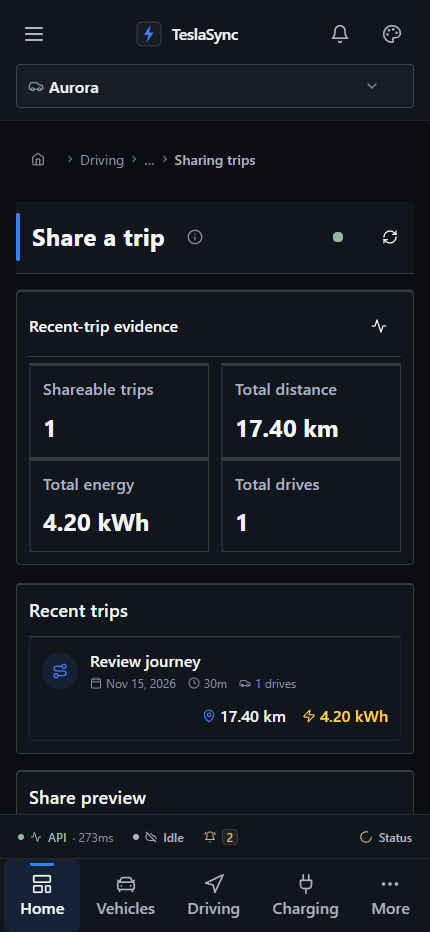 TeslaSync
Aurora
Driving ... Sharing trips
Share a trip
Recent-trip evidence
Shareable trips
1
Total distance
17.40 km
Total energy
4.20 kWh
Total drives
1
Recent trips
Review journey
Nov 15, 2026 30m 1 drives
17.40 km 4.20 kWh
Share preview
API · 273ms Idle 2 Status
Home Vehicles Driving Charging More